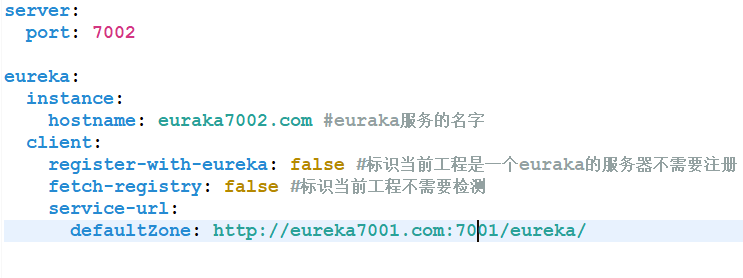 server:
  port: 7002

eureka:
  instance:
    hostname: euraka7002.com #euraka服务的名字
  client:
    register-with-eureka: false #标识当前工程是一个euraka的服务器不需要注册
    fetch-registry: false #标识当前工程不需要检测
    service-url:
      defaultZone: http://eureka7001.com:7001/eureka/